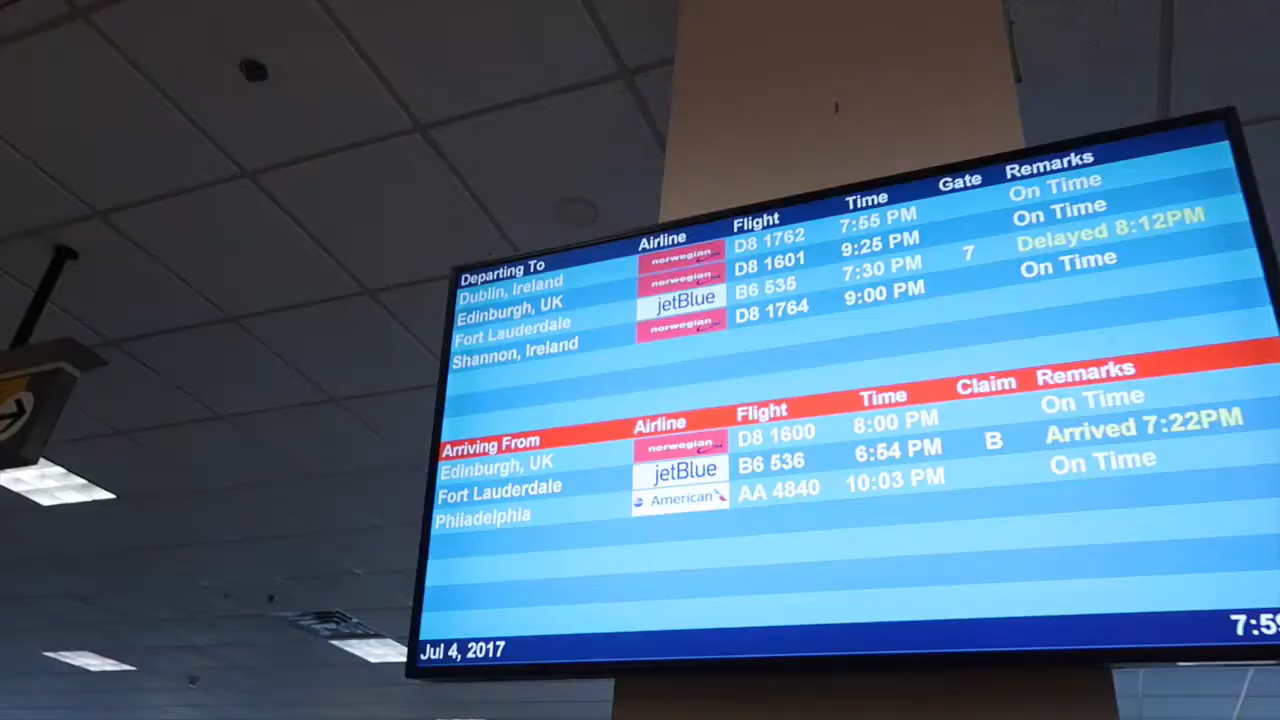 Departing To Airline Flight Time Gate Remarks
Dublin, Ireland norwegian D8 1762 7:55 PM On Time
Edinburgh, UK norwegian D8 1601 9:25 PM On Time
Fort Lauderdale jetBlue B6 535 7:30 PM 7 Delayed 8:12PM
Shannon, Ireland norwegian D8 1764 9:00 PM On Time
Arriving From Airline Flight Time Claim Remarks
Edinburgh, UK norwegian D8 1600 8:00 PM On Time
Fort Lauderdale jetBlue B6 536 6:54 PM B Arrived 7:22PM
Philadelphia American AA 4840 10:03 PM On Time
Jul 4, 2017 7:59